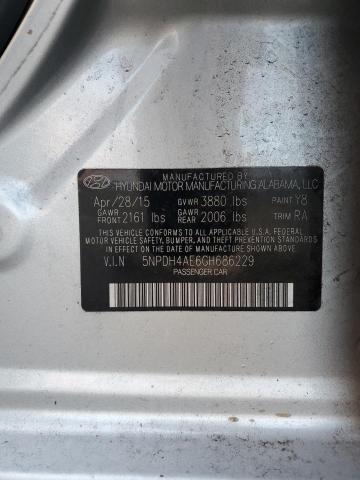 MANUFACTURED BY
HYUNDAI MOTOR MANUFACTURING ALABAMA, LLC
Apr/28/15 GVWR 3880 lbs PAINT Y8
GAWR FRONT 2161 lbs GAWR REAR 2006 lbs TRIM RA
THIS VEHICLE CONFORMS TO ALL APPLICABLE U.S.A. FEDERAL
MOTOR VEHICLE SAFETY, BUMPER, AND THEFT PREVENTION
STANDARDS IN EFFECT ON THE DATE OF MANUFACTURE SHOWN ABOVE.
V.I.N 5NPDH4AE6GH686229
PASSENGER CAR